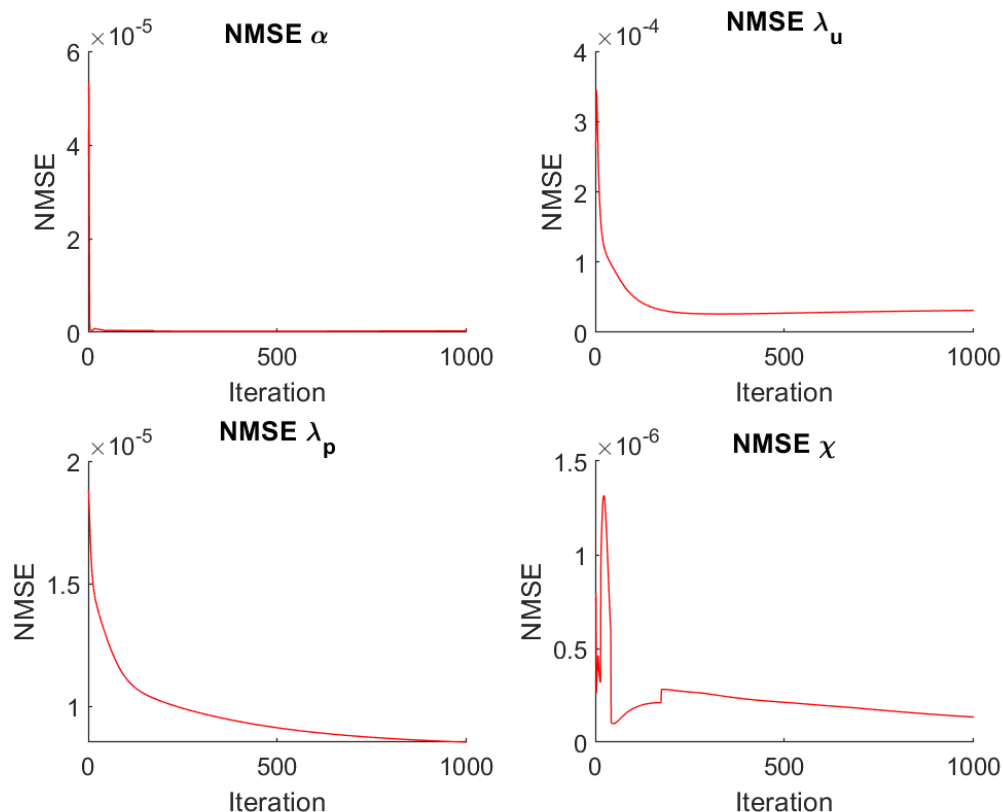 NMSE α
×10⁻⁵
6
4
2
0
NMSE
0 500 1000
Iteration
NMSE λᵤ
×10⁻⁴
4
3
2
1
0
NMSE
0 500 1000
Iteration
NMSE λₚ
×10⁻⁵
2
1.5
1
NMSE
0 500 1000
Iteration
NMSE χ
×10⁻⁶
1.5
1
0.5
0
NMSE
0 500 1000
Iteration